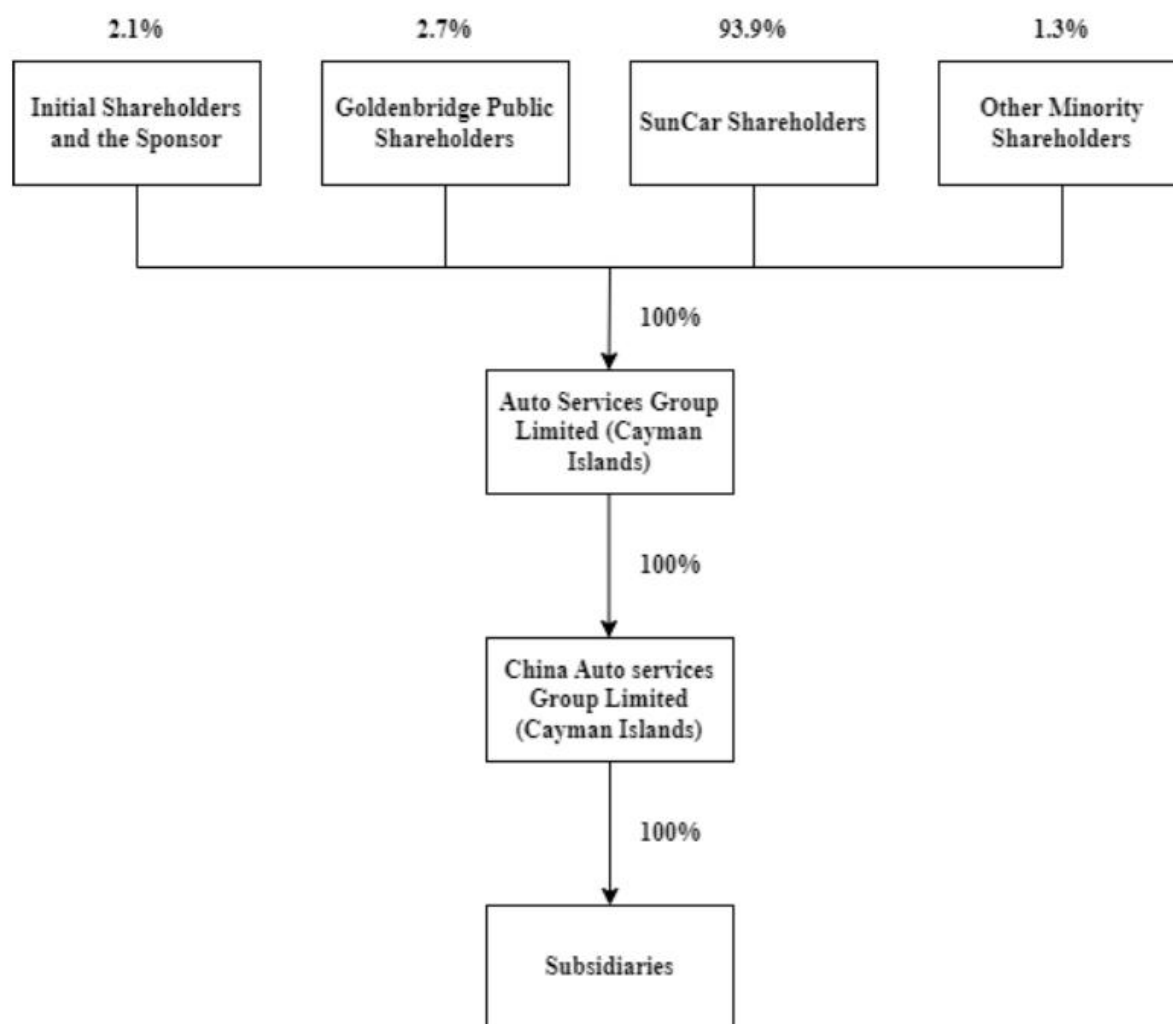 2.1%
2.7%
93.9%
1.3%
Initial Shareholders
and the Sponsor
Goldenbridge Public
Shareholders
SunCar Shareholders
Other Minority
Shareholders
100%
Auto Services Group
Limited (Cayman
Islands)
100%
China Auto services
Group Limited
(Cayman Islands)
100%
Subsidiaries